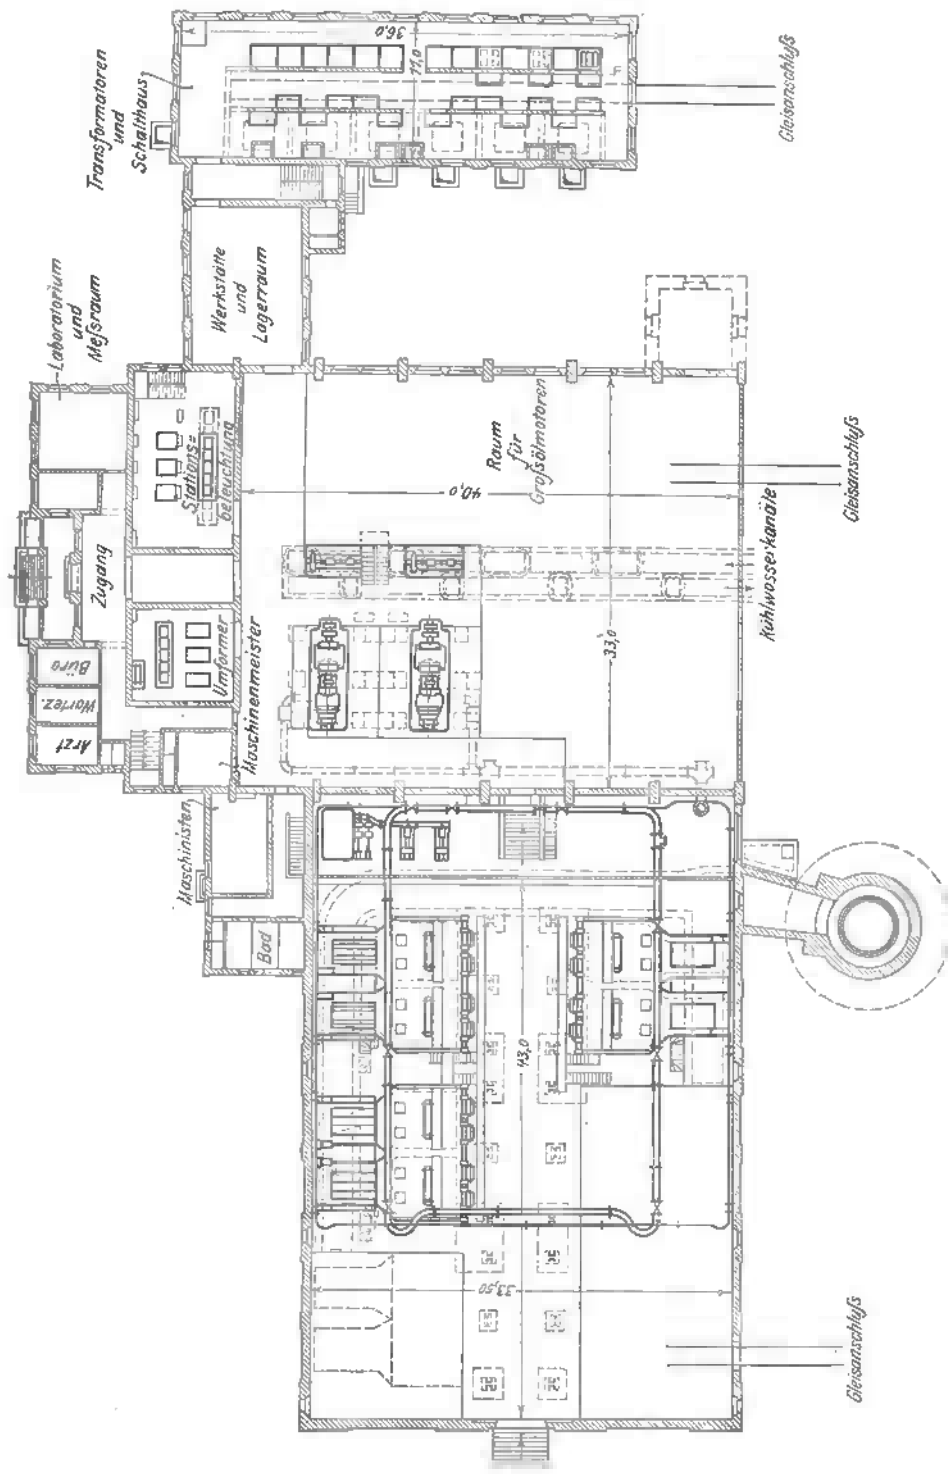 Transformatoren
und
Schalthaus
36,0
11,0
Gleisanschluſs
Laboratorium
und
Meſsraum
Werkstätte
und
Lagerraum
Stations=
beleuchtung
Zugang
Büro
Wartez.
Arzt
Umformer
Maschinenmeister
Raum
für
Großölmotoren
40,0
33,0
Gleisanschluſs
Kühlwasserkanäle
Maschinisten
Bad
43,0
33,50
Gleisanschluſs